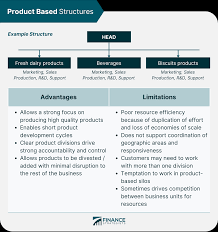 Product Based Structures
Example Structure
HEAD
Fresh dairy products
Beverages
Biscuits products
Marketing, Sales
Production, R&D, Support
Marketing, Sales
Production, R&D, Support
Marketing, Sales
Production, R&D, Support
Advantages
Allows a strong focus on
producing high quality products
Enables short product
development cycles
Clear product divisions drive
strong accountability and control
Allows products to be divested /
added with minimal disruption to
the rest of the business
Limitations
Poor resource efficiency
because of duplication of effort
and loss of economies of scale
Does not support coordination of
geographic areas and
responsiveness
Customers may need to work
with more than one division
Temptation to work in product-
based silos
Sometimes drives competition
between business units for
resources
FINANCE